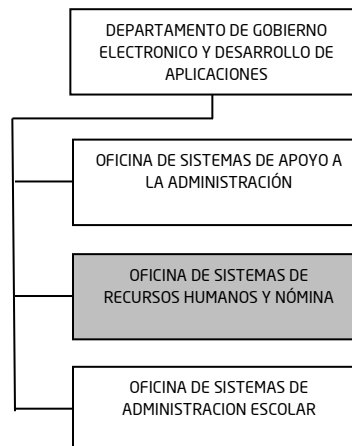 DEPARTAMENTO DE GOBIERNO
ELECTRONICO Y DESARROLLO DE
APLICACIONES
OFICINA DE SISTEMAS DE APOYO A
LA ADMINISTRACIÓN
OFICINA DE SISTEMAS DE
RECURSOS HUMANOS Y NÓMINA
OFICINA DE SISTEMAS DE
ADMINISTRACION ESCOLAR